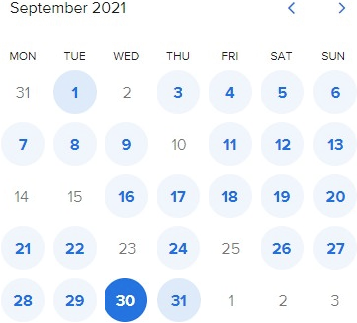 September 2021
MON TUE WED THU FRI SAT SUN
31 1 2 3 4 5 6
7 8 9 10 11 12 13
14 15 16 17 18 19 20
21 22 23 24 25 26 27
28 29 30 31 1 2 3